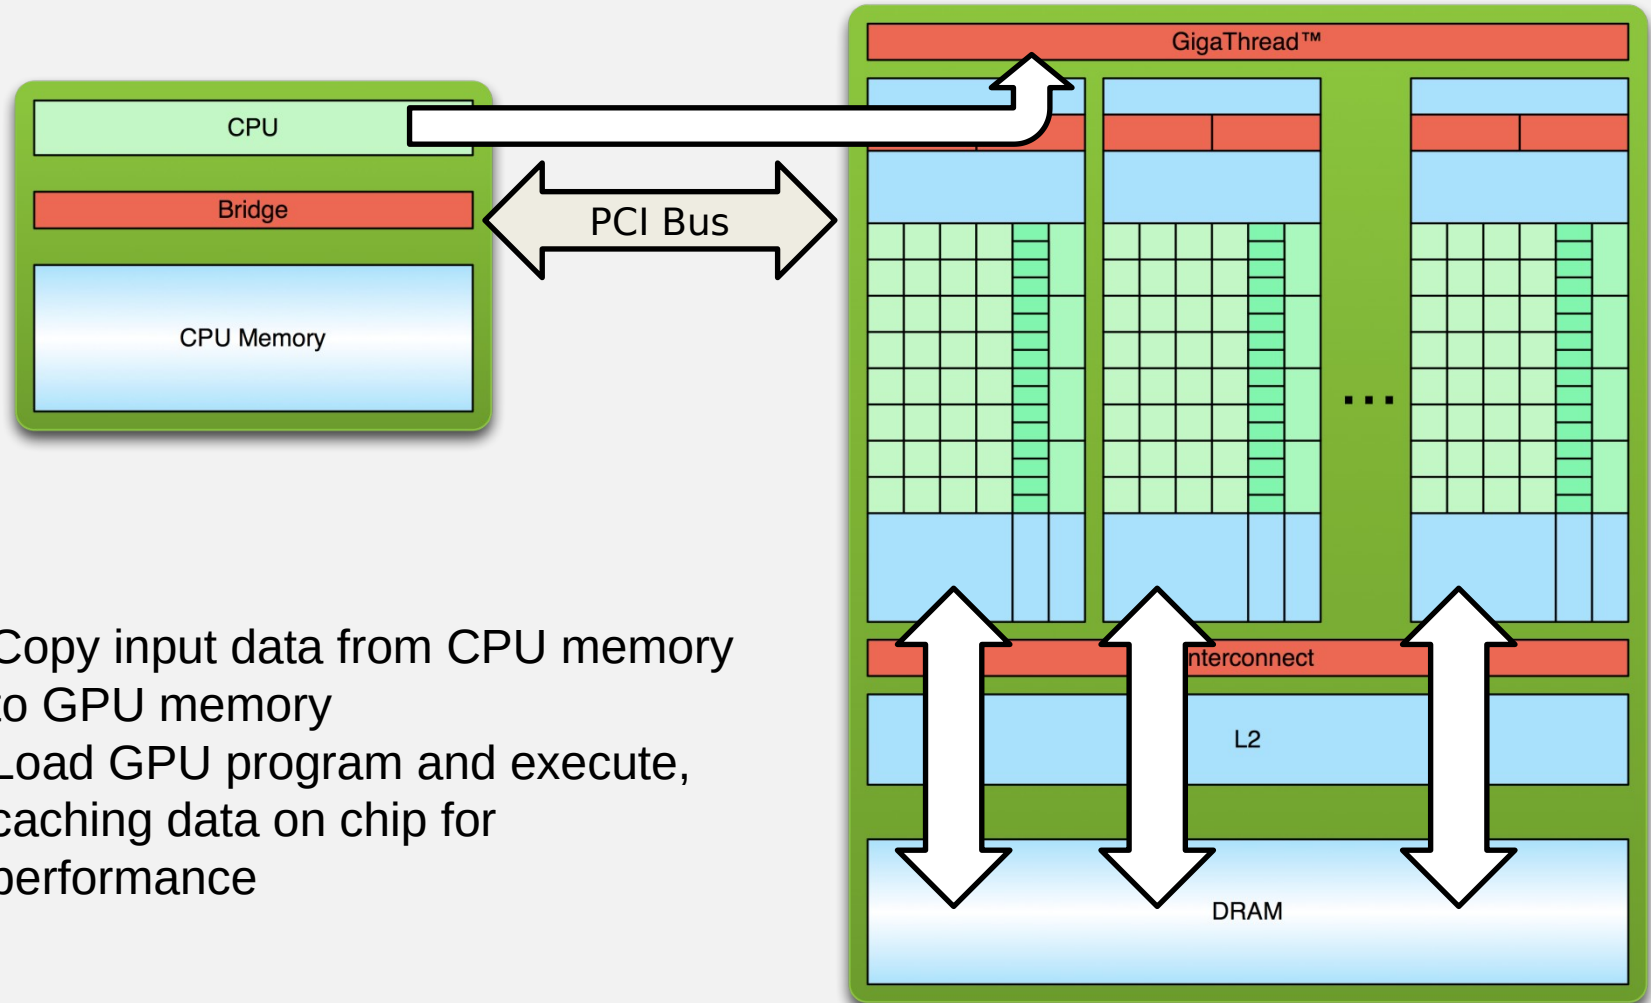 GigaThread™
CPU
Bridge
PCI Bus
CPU Memory
...
Copy input data from CPU memory
to GPU memory
Load GPU program and execute,
caching data on chip for
performance
nterconnect
L2
DRAM